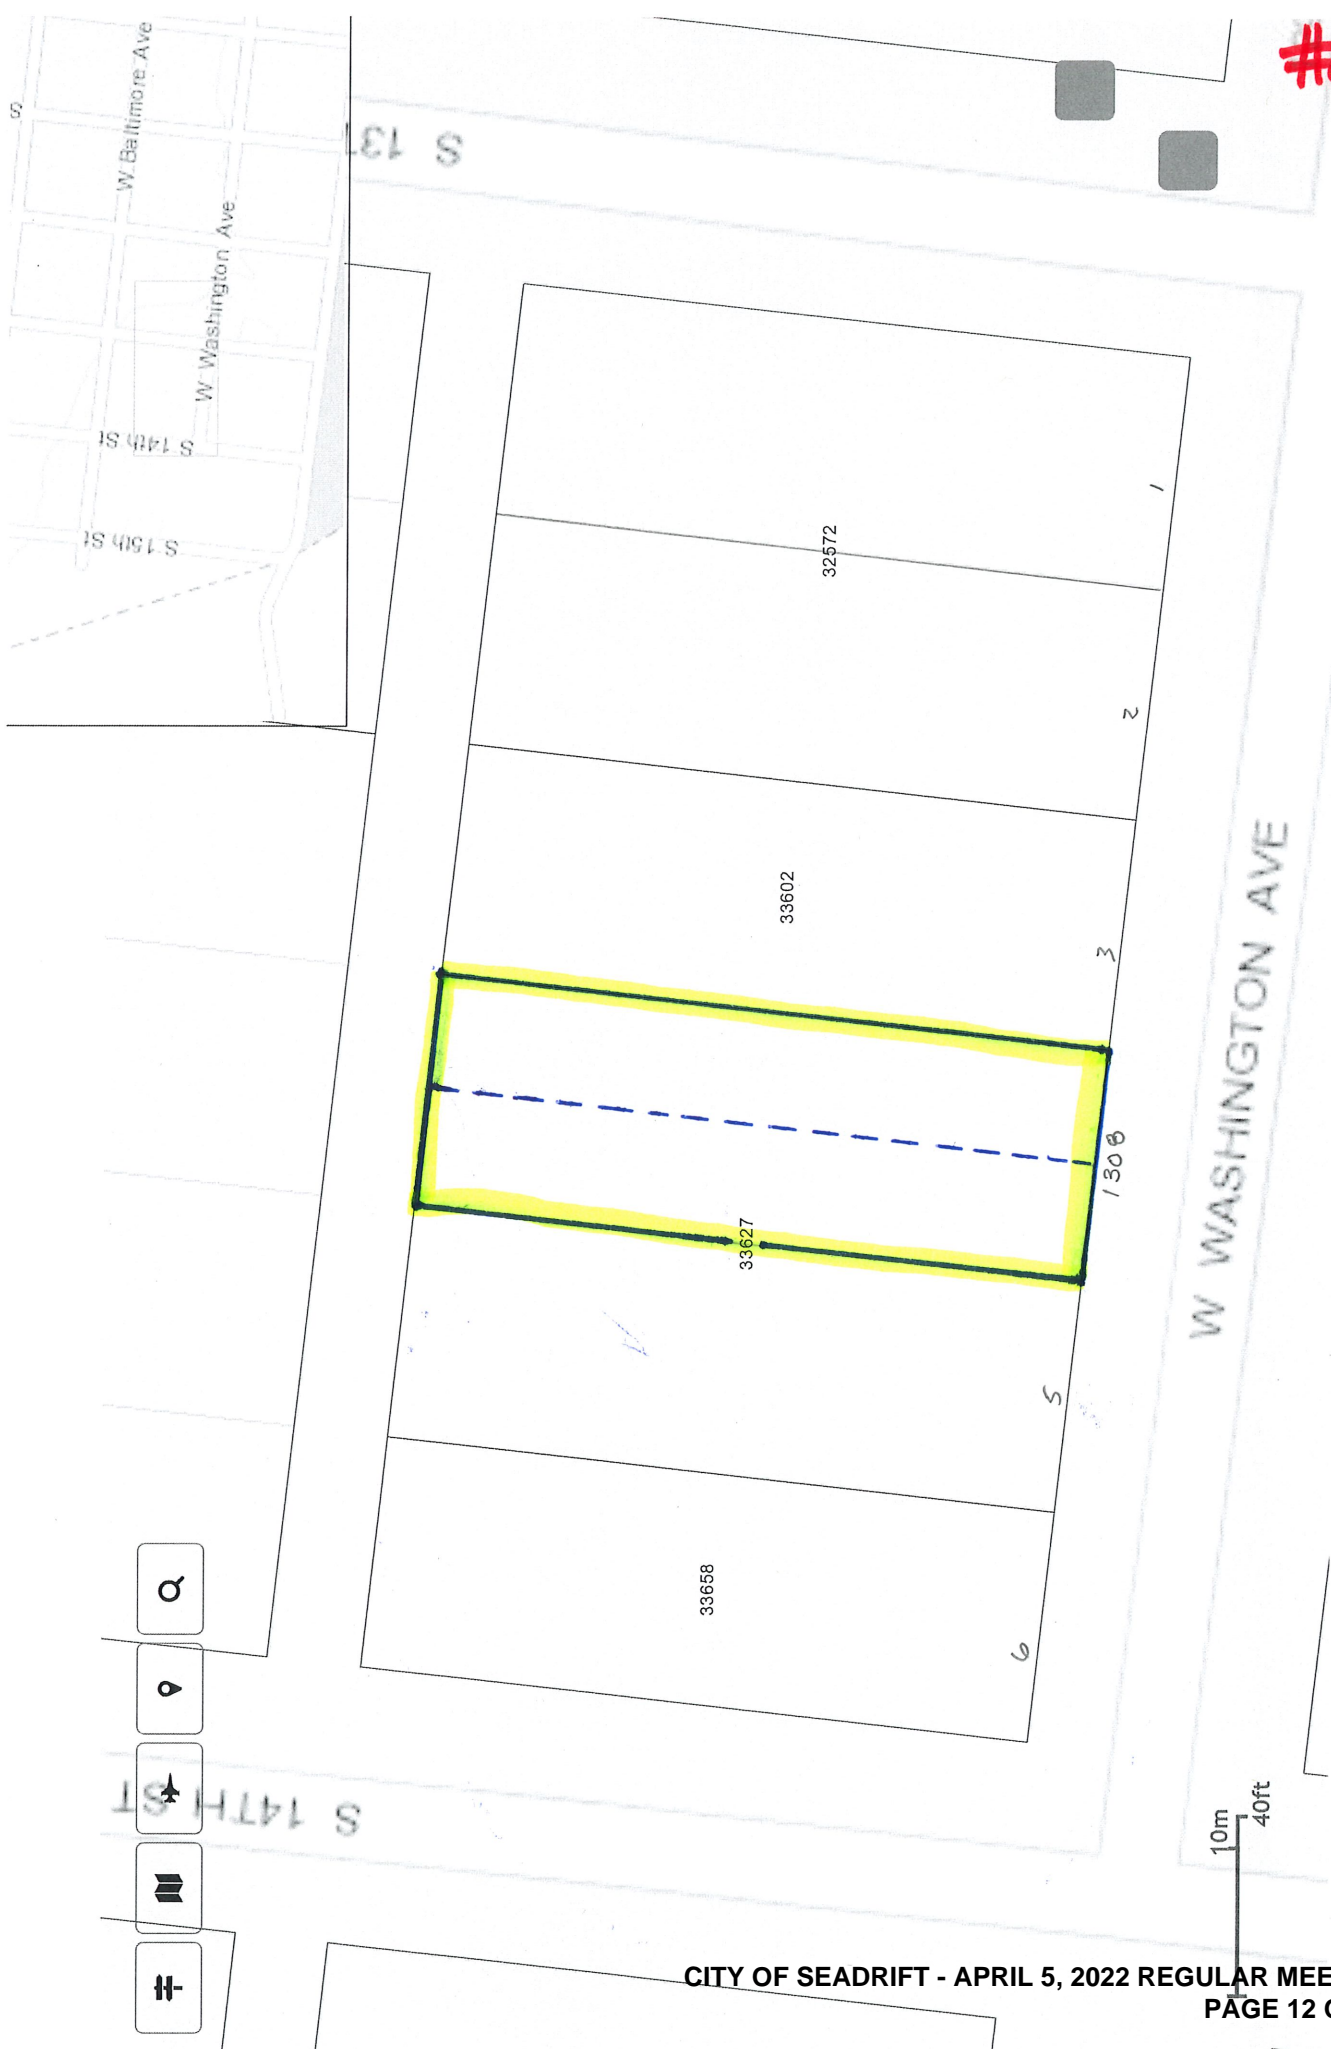 #
W Baltimore Ave
W Washington Ave
S 14th St
S 15th St
S
S 13T
32572
1
2
33602
3
33627
1308
5
33658
6
W WASHINGTON AVE
S 14TH ST
10m
40ft
CITY OF SEADRIFT - APRIL 5, 2022 REGULAR MEE
PAGE 12 O